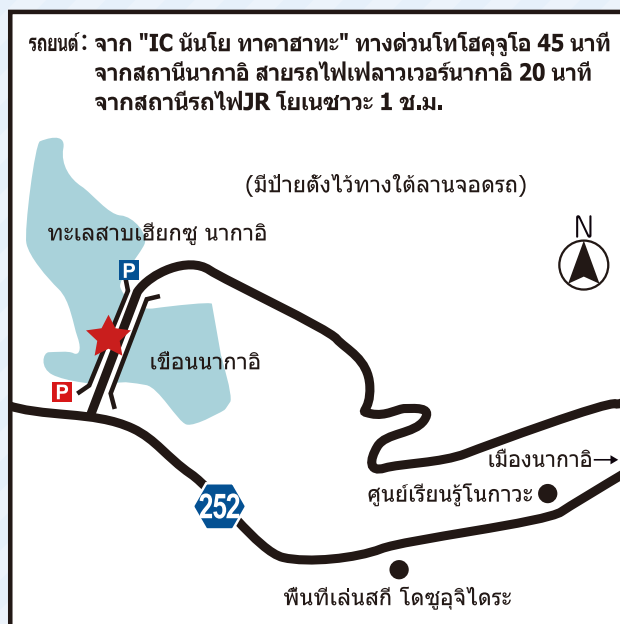 รถยนต์: จาก "IC นันโย ทาคาฮาทะ" ทางด่วนโทโฮคุจูโอ 45 นาที
จากสถานีนากาอิ สายรถไฟเฟลาวเวอร์นากาอิ 20 นาที
จากสถานีรถไฟJR โยเนซาวะ 1 ช.ม.
(มีป้ายตั้งไว้ทางใต้ลานจอดรถ)
N
ทะเลสาบเฮียกซู นากาอิ
P
เขื่อนนากาอิ
P
เมืองนากาอิ→
ศูนย์เรียนรู้โนกาวะ
252
พื้นที่เล่นสกี โดซูอุจิไดระ